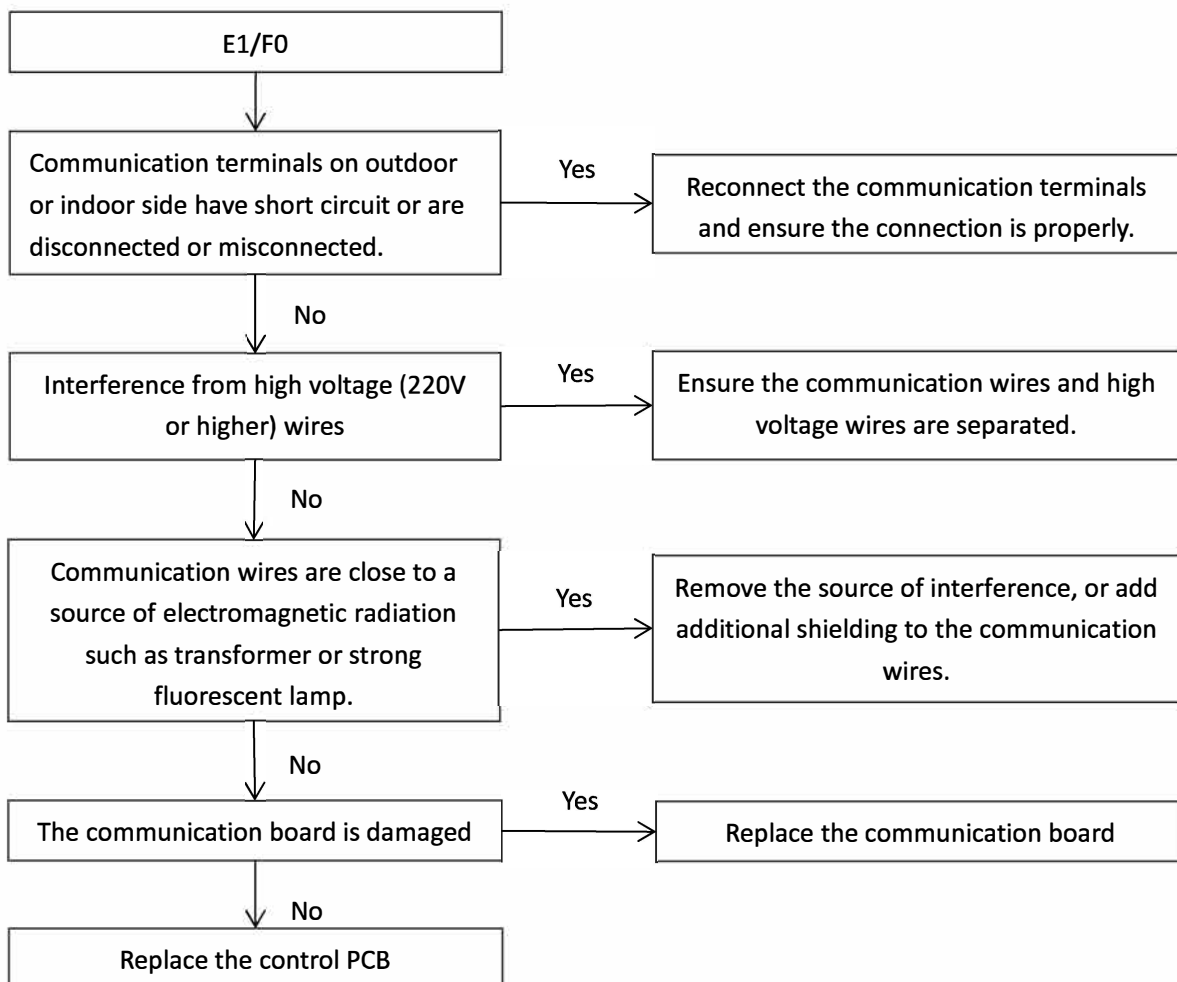 E1/F0
Communication terminals on outdoor
or indoor side have short circuit or are
disconnected or misconnected.
Yes
Reconnect the communication terminals
and ensure the connection is properly.
No
Interference from high voltage (220V
or higher) wires
Yes
Ensure the communication wires and high
voltage wires are separated.
No
Communication wires are close to a
source of electromagnetic radiation
such as transformer or strong
fluorescent lamp.
Yes
Remove the source of interference, or add
additional shielding to the communication
wires.
No
The communication board is damaged
Yes
Replace the communication board
No
Replace the control PCB